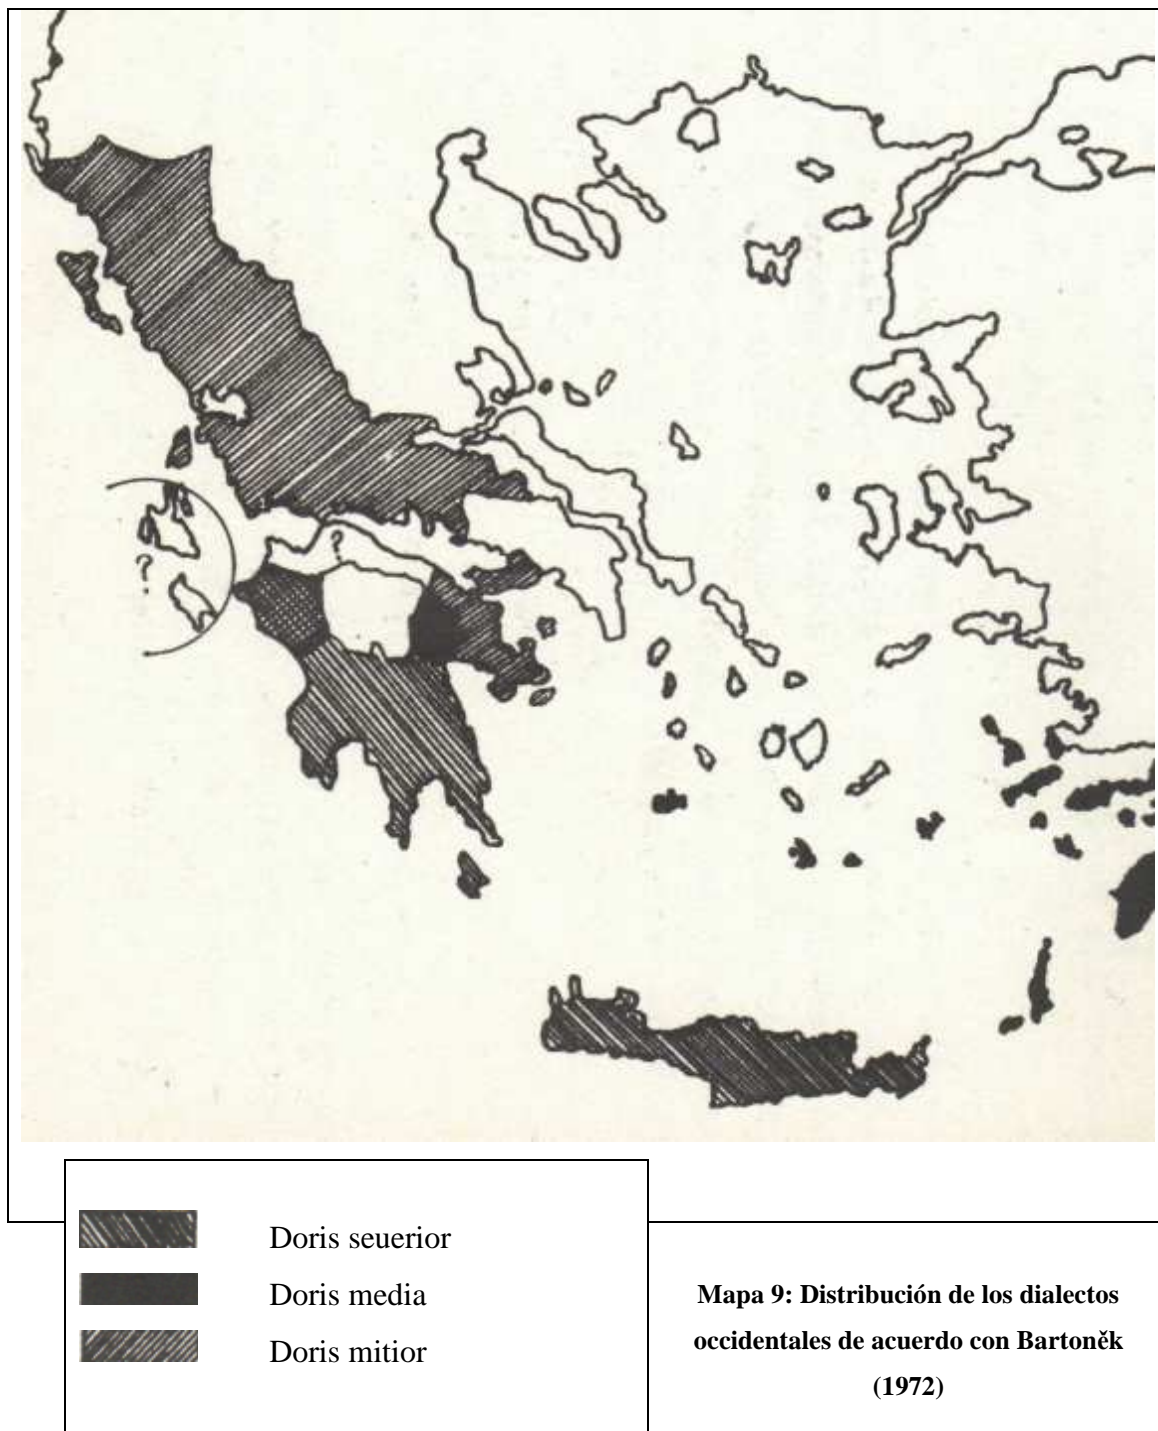 ?
?
Doris seuerior
Doris media
Doris mitior
Mapa 9: Distribución de los dialectos
occidentales de acuerdo con Bartoněk
(1972)